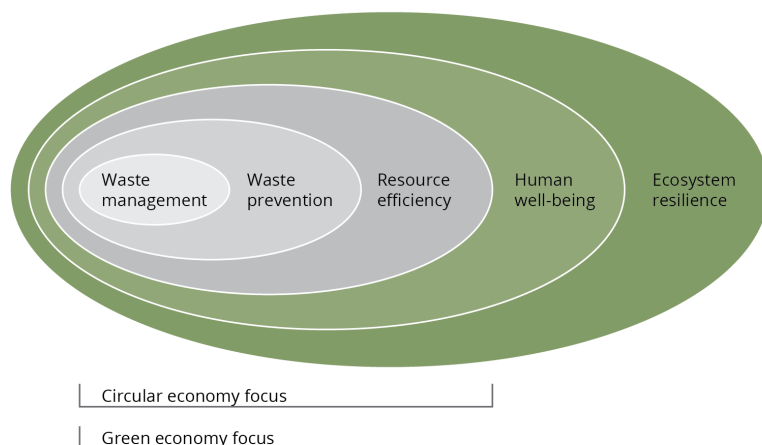 Waste
management
Waste
prevention
Resource
efficiency
Human
well-being
Ecosystem
resilience
Circular economy focus
Green economy focus